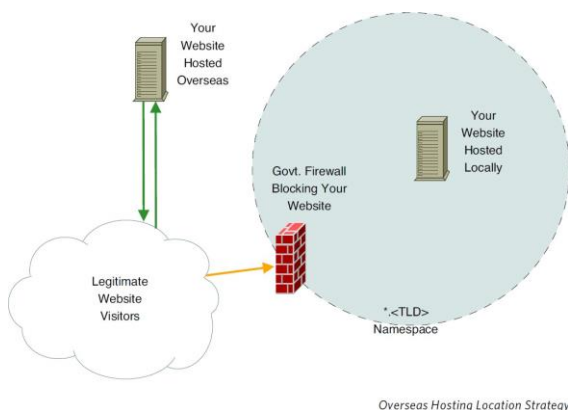 Your
Website
Hosted
Overseas
Your
Website
Hosted
Locally
Govt. Firewall
Blocking Your
Website
Legitimate
Website
Visitors
*.<TLD>
Namespace
Overseas Hosting Location Strategy